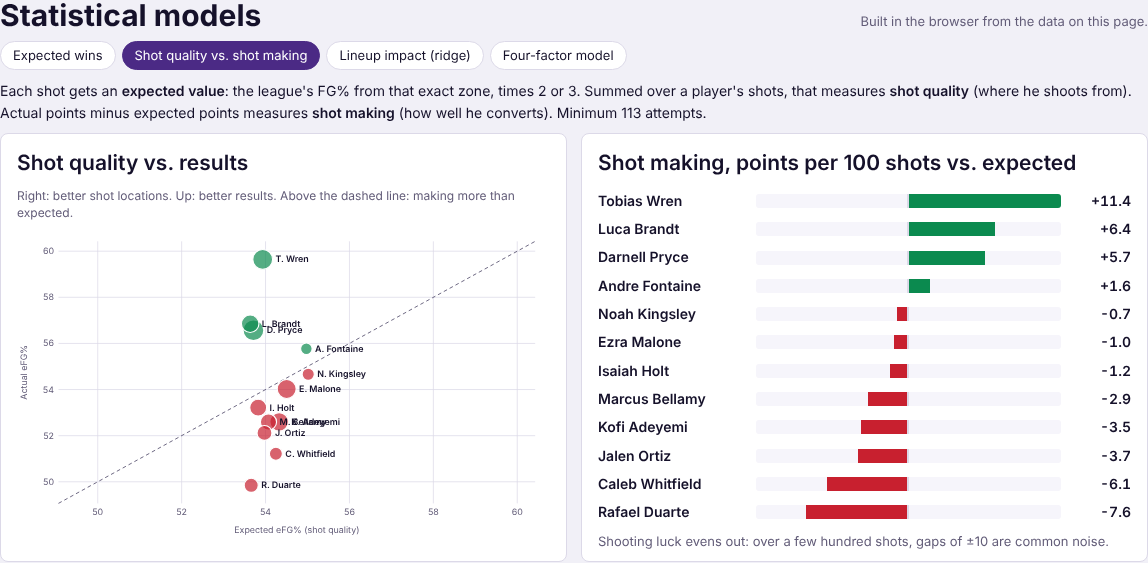 Statistical models
Built in the browser from the data on this page.
Expected wins
Shot quality vs. shot making
Lineup impact (ridge)
Four-factor model
Each shot gets an expected value: the league's FG% from that exact zone, times 2 or 3. Summed over a player's shots, that measures shot quality (where he shoots from).
Actual points minus expected points measures shot making (how well he converts). Minimum 113 attempts.
Shot quality vs. results
Right: better shot locations. Up: better results. Above the dashed line: making more than
expected.
60
58
56
54
52
50
Actual eFG%
T. Wren
L. Brandt
D. Pryce
A. Fontaine
N. Kingsley
E. Malone
I. Holt
M. Bellamy
K. Adeyemi
J. Ortiz
C. Whitfield
R. Duarte
50
52
54
56
58
60
Expected eFG% (shot quality)
Shot making, points per 100 shots vs. expected
Tobias Wren +11.4
Luca Brandt +6.4
Darnell Pryce +5.7
Andre Fontaine +1.6
Noah Kingsley -0.7
Ezra Malone -1.0
Isaiah Holt -1.2
Marcus Bellamy -2.9
Kofi Adeyemi -3.5
Jalen Ortiz -3.7
Caleb Whitfield -6.1
Rafael Duarte -7.6
Shooting luck evens out: over a few hundred shots, gaps of ±10 are common noise.